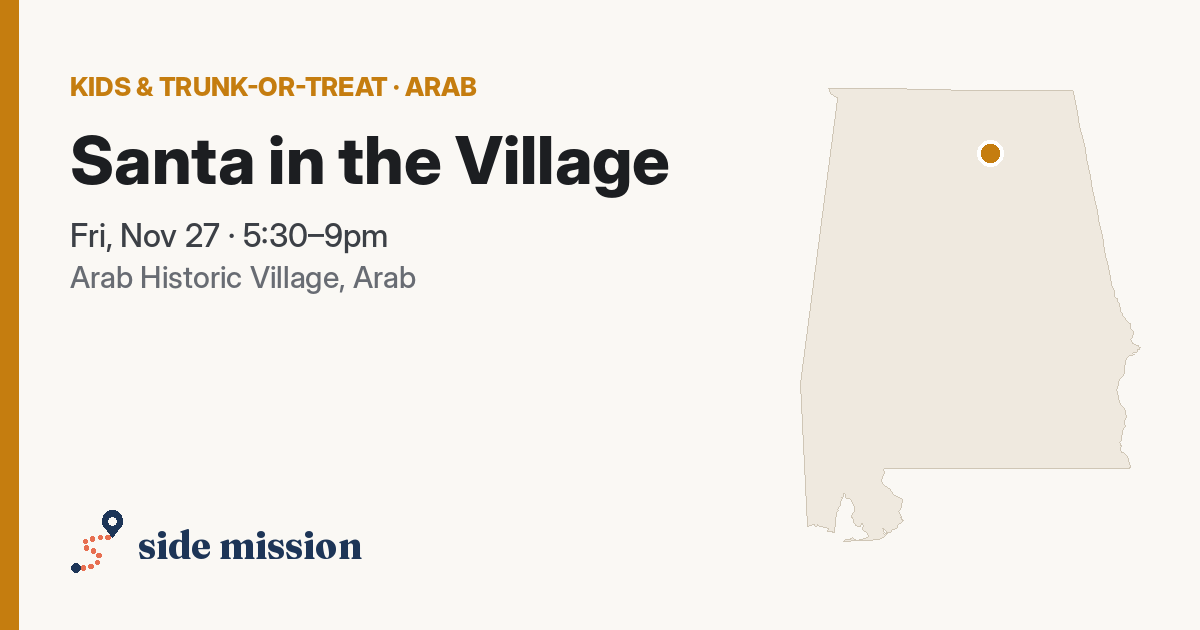 KIDS & TRUNK-OR-TREAT · ARAB
Santa in the Village
Fri, Nov 27 · 5:30–9pm
Arab Historic Village, Arab
side mission